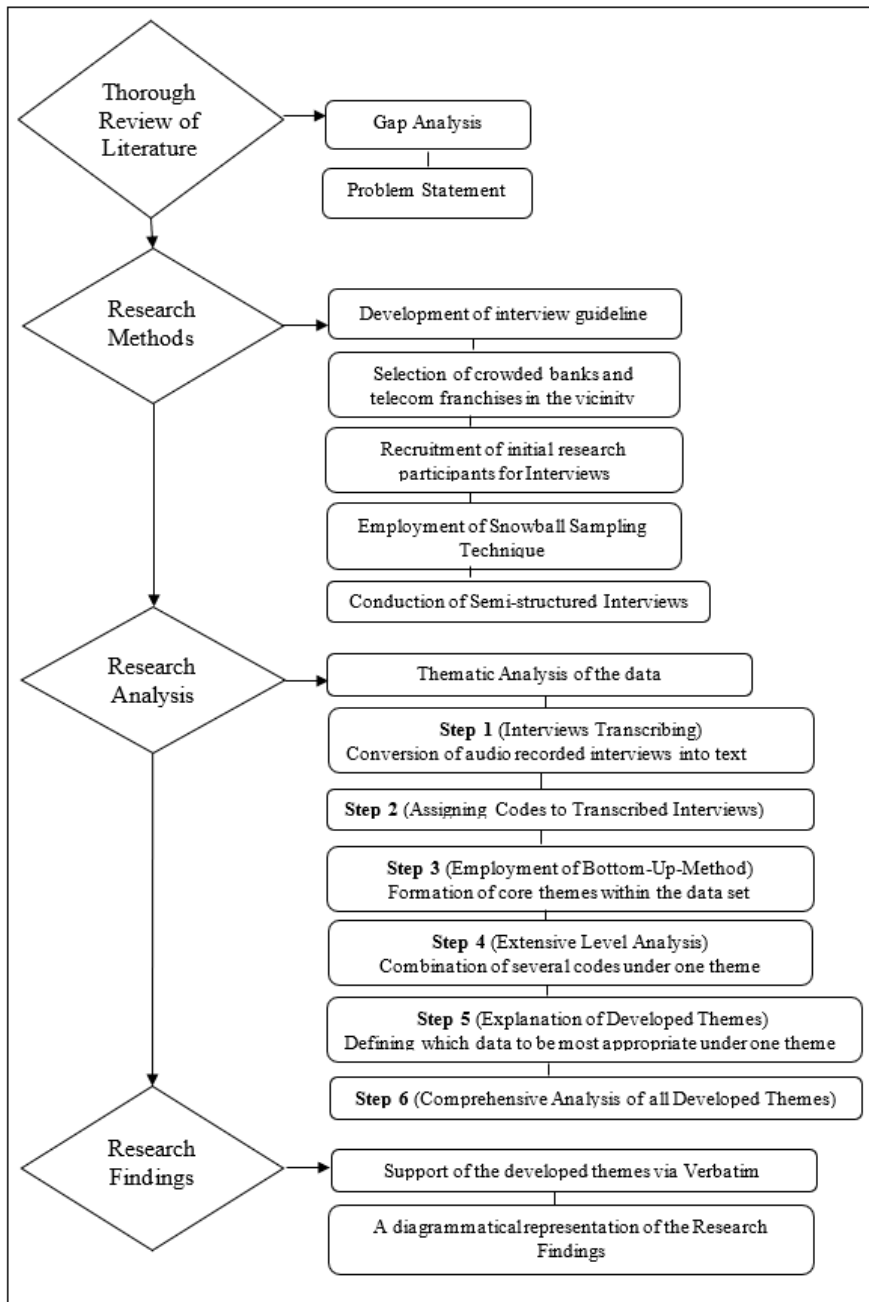 Thorough
Review of
Literature
Gap Analysis
Problem Statement
Research
Methods
Development of interview guideline
Selection of crowded banks and
telecom franchises in the vicinity
Recruitment of initial research
participants for Interviews
Employment of Snowball Sampling
Technique
Conduction of Semi-structured Interviews
Research
Analysis
Thematic Analysis of the data
Step 1 (Interviews Transcribing)
Conversion of audio recorded interviews into text
Step 2 (Assigning Codes to Transcribed Interviews)
Step 3 (Employment of Bottom-Up-Method)
Formation of core themes within the data set
Step 4 (Extensive Level Analysis)
Combination of several codes under one theme
Step 5 (Explanation of Developed Themes)
Defining which data to be most appropriate under one theme
Step 6 (Comprehensive Analysis of all Developed Themes)
Research
Findings
Support of the developed themes via Verbatim
A diagrammatical representation of the Research
Findings